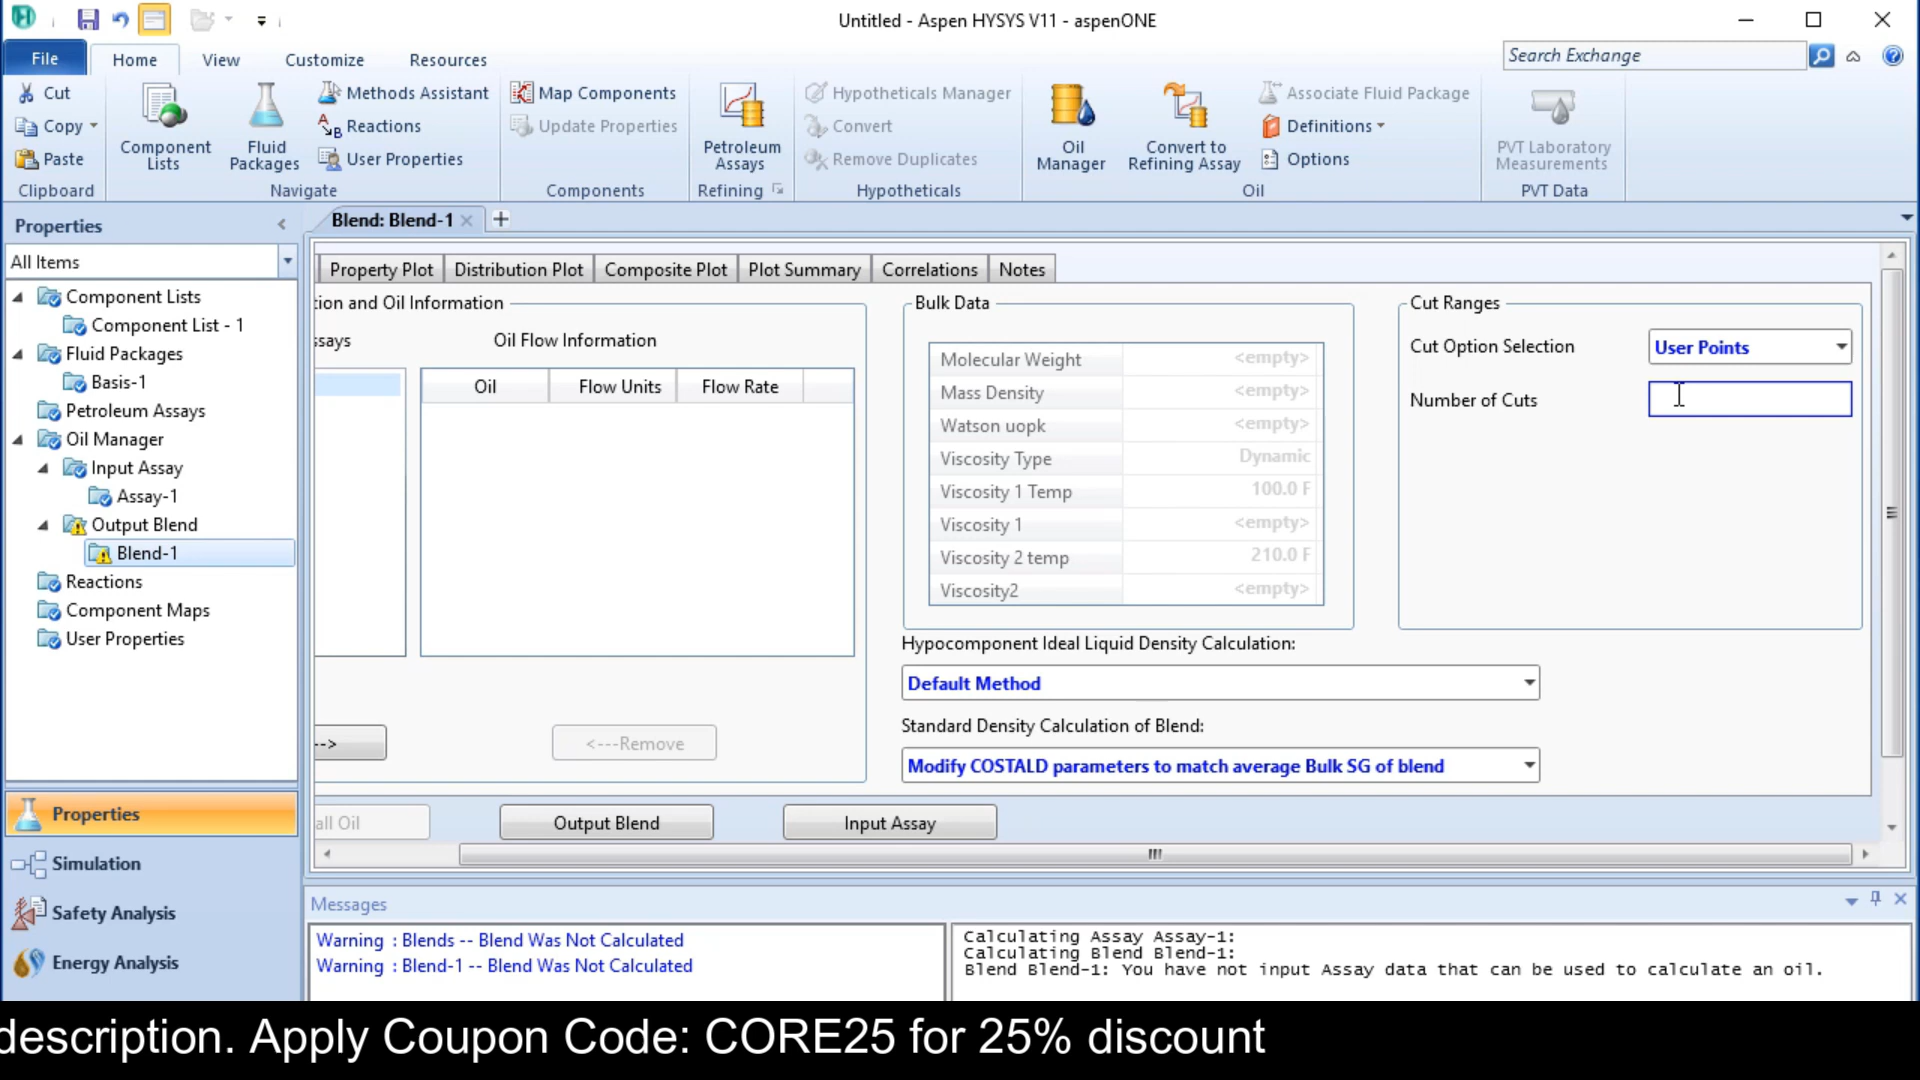 Untitled - Aspen HYSYS V11 - aspenONE
File
Home
View
Customize
Resources
Search Exchange
Cut
Copy
Paste
Clipboard
Component Lists
Fluid Packages
Methods Assistant
Reactions
User Properties
Navigate
Map Components
Update Properties
Components
Petroleum Assays
Refining
Hypotheticals Manager
Convert
Remove Duplicates
Hypotheticals
Oil Manager
Convert to Refining Assay
Associate Fluid Package
Definitions
Options
Oil
PVT Laboratory Measurements
PVT Data
Properties
All Items
Component Lists
Component List - 1
Fluid Packages
Basis-1
Petroleum Assays
Oil Manager
Input Assay
Assay-1
Output Blend
Blend-1
Reactions
Component Maps
User Properties
Properties
Simulation
Safety Analysis
Energy Analysis
Blend: Blend-1
Property Plot
Distribution Plot
Composite Plot
Plot Summary
Correlations
Notes
tion and Oil Information
ssays
Oil Flow Information
Oil
Flow Units
Flow Rate
-->
<---Remove
Bulk Data
Molecular Weight <empty>
Mass Density <empty>
Watson uopk <empty>
Viscosity Type Dynamic
Viscosity 1 Temp 100.0 F
Viscosity 1 <empty>
Viscosity 2 temp 210.0 F
Viscosity2 <empty>
Cut Ranges
Cut Option Selection User Points
Number of Cuts
Hypocomponent Ideal Liquid Density Calculation:
Default Method
Standard Density Calculation of Blend:
Modify COSTALD parameters to match average Bulk SG of blend
all Oil
Output Blend
Input Assay
Messages
Warning : Blends -- Blend Was Not Calculated
Warning : Blend-1 -- Blend Was Not Calculated
Calculating Assay Assay-1:
Calculating Blend Blend-1:
Blend Blend-1: You have not input Assay data that can be used to calculate an oil.
description. Apply Coupon Code: CORE25 for 25% discount